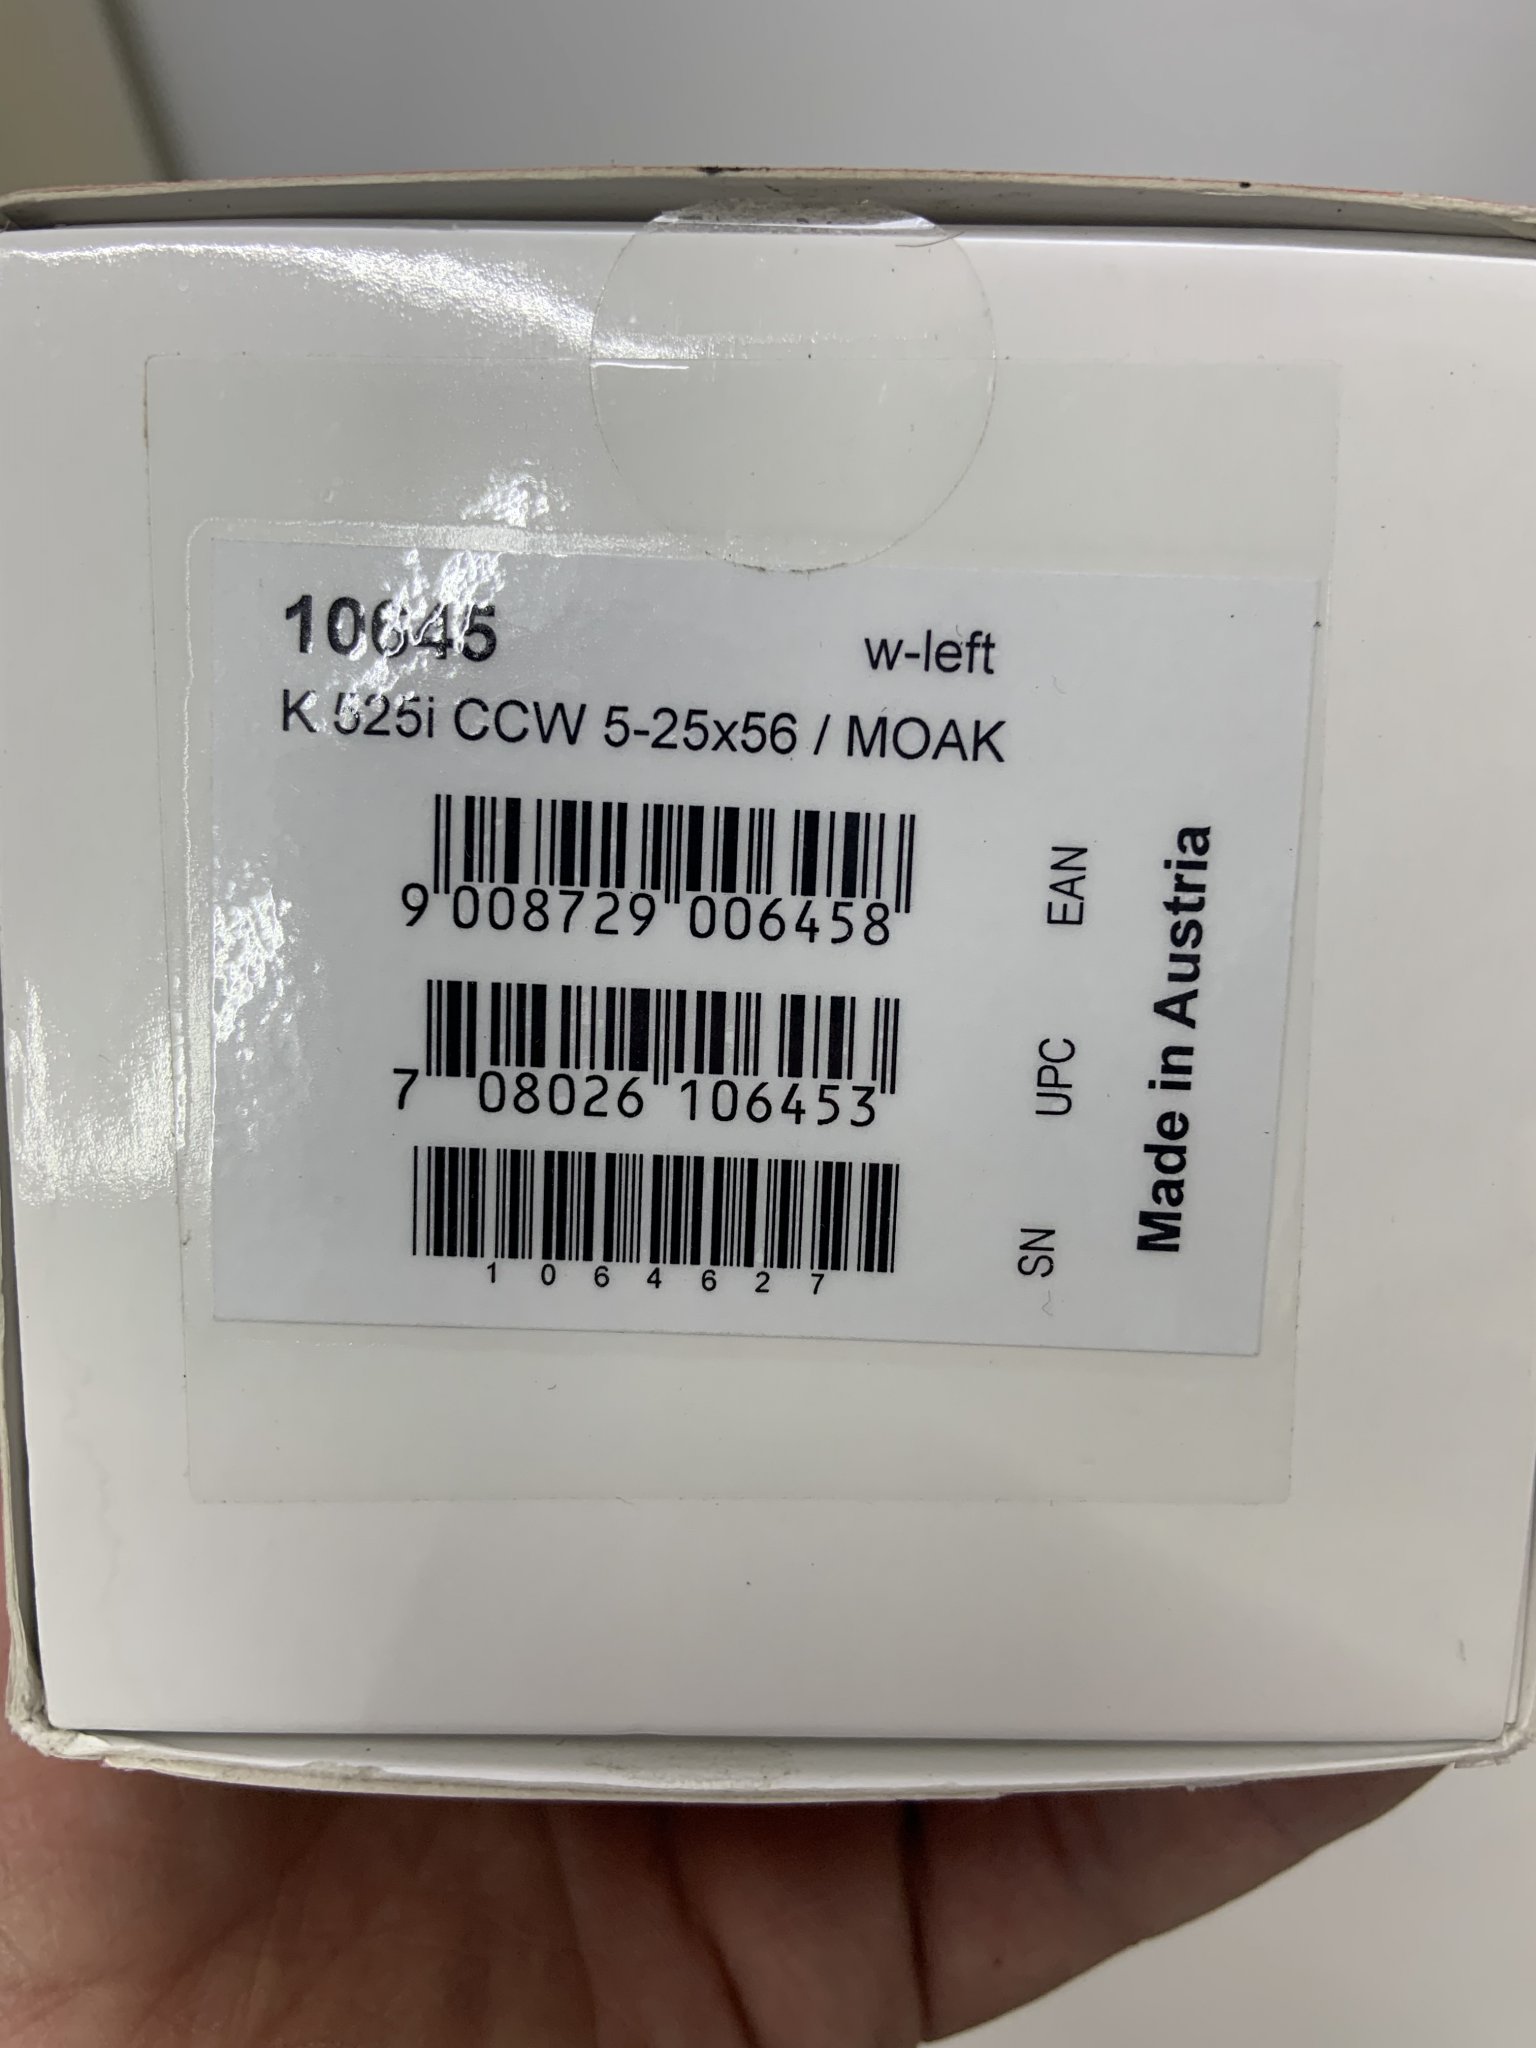 10645
w-left
K 525i CCW 5-25x56 / MOAK
9 008729 006458
EAN
7 08026 106453
UPC
1 0 6 4 6 2 7
SN
Made in Austria